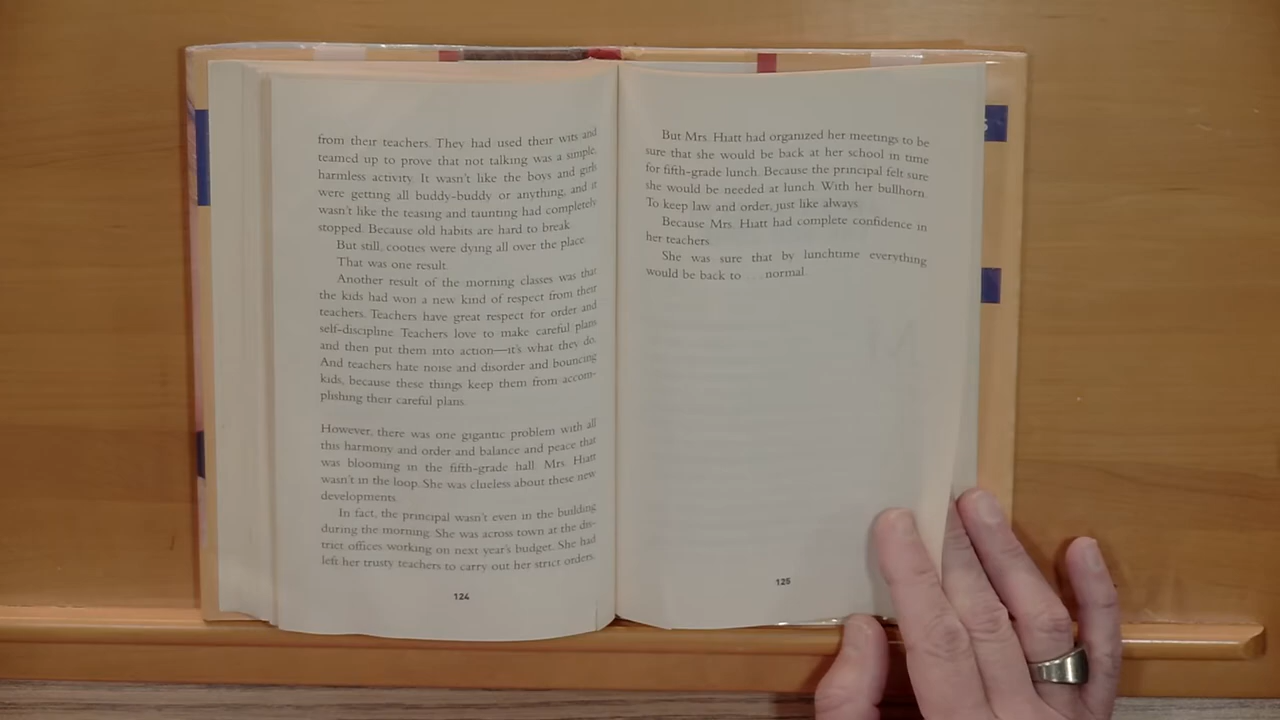 from their teachers. They had used their wits and
teamed up to prove that not talking was a simple,
harmless activity. It wasn't like the boys and girls
were getting all buddy-buddy or anything, and it
wasn't like the teasing and taunting had completely
stopped. Because old habits are hard to break.
But still, cooties were dying all over the place.
That was one result.
Another result of the morning classes was that
the kids had won a new kind of respect from their
teachers. Teachers have great respect for order and
self-discipline. Teachers love to make careful plans
and then put them into action—it's what they do.
And teachers hate noise and disorder and bouncing
kids, because these things keep them from accom-
plishing their careful plans.
However, there was one gigantic problem with all
this harmony and order and balance and peace that
was blooming in the fifth-grade hall. Mrs. Hiatt
wasn't in the loop. She was clueless about these new
developments.
In fact, the principal wasn't even in the building
during the morning. She was across town at the dis-
trict offices working on next year's budget. She had
left her trusty teachers to carry out her strict orders.
124
But Mrs. Hiatt had organized her meetings to be
sure that she would be back at her school in time
for fifth-grade lunch. Because the principal felt sure
she would be needed at lunch. With her bullhorn.
To keep law and order, just like always.
Because Mrs. Hiatt had complete confidence in
her teachers.
She was sure that by lunchtime everything
would be back to . . . normal.
125
S